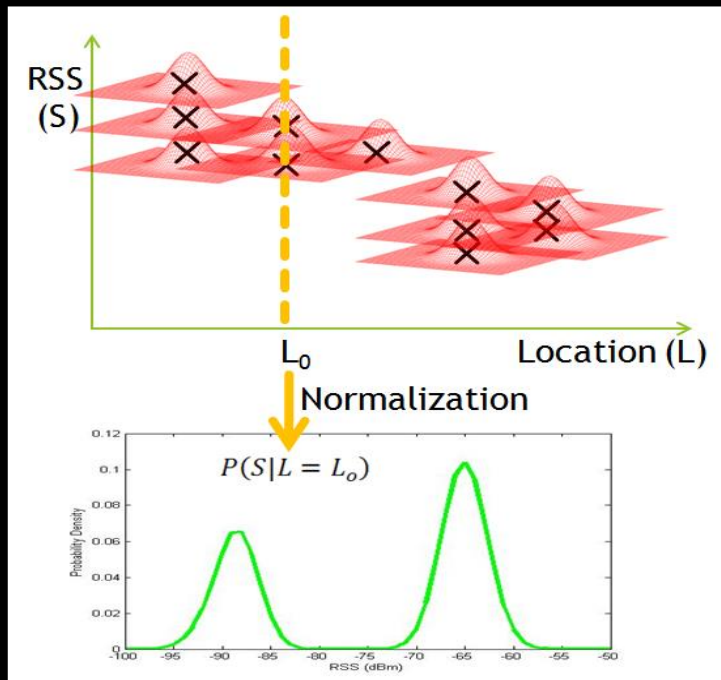 RSS
(S)
L₀
Location (L)
Normalization
P(S|L = Lₒ)
0.12
0.1
0.08
0.06
0.04
0.02
0
Probability Density
-100
-95
-90
-85
-80
-75
-70
-65
-60
-55
-50
RSS (dBm)